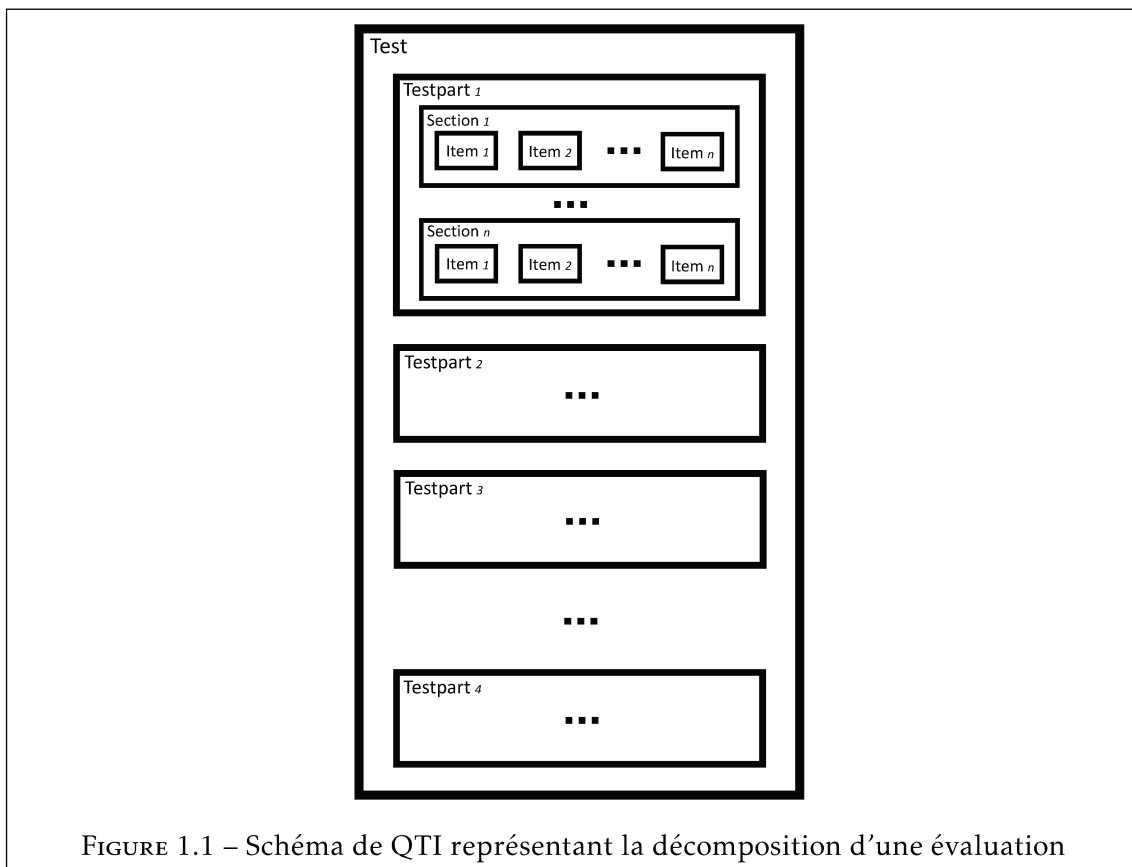 Test
Testpart 1
Section 1
Item 1 Item 2 ... Item n
...
Section n
Item 1 Item 2 ... Item n
Testpart 2
...
Testpart 3
...
...
Testpart 4
...
FIGURE 1.1 – Schéma de QTI représentant la décomposition d'une évaluation